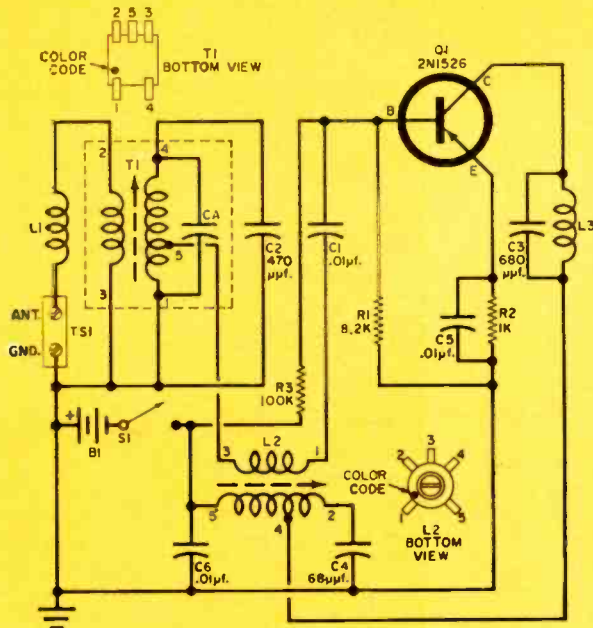 2 5 3
COLOR
CODE
T1
BOTTOM VIEW
1 4
Q1
2N1526
B
C
E
L1
2
3
T1
4
5
CA
C2
470
μμf.
C1
.01μf.
R1
8.2K
C5
.01μf.
R2
1K
C3
680
μμf.
L3
ANT.
GND.
TS1
+
B1
S1
R3
100K
3
L2
1
5
4
2
C6
.01μf.
C4
68μμf.
COLOR
CODE
1
2
3
4
5
L2
BOTTOM
VIEW